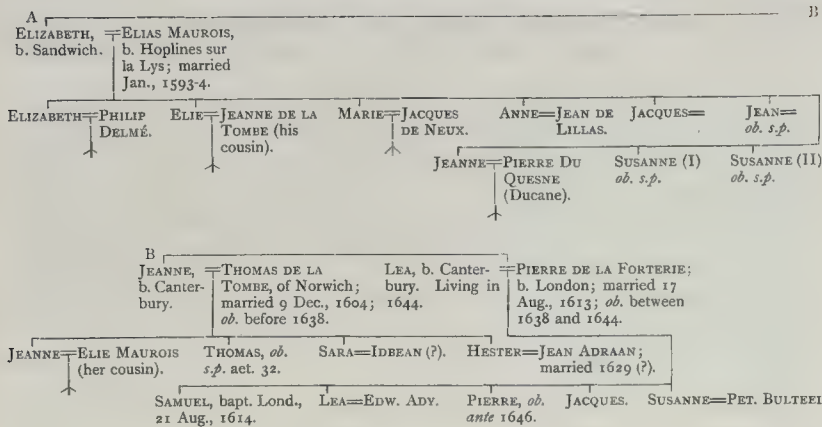 A B
ELIZABETH, = ELIAS MAUROIS,
b. Sandwich. b. Hoplines sur
la Lys; married
Jan., 1593-4.
ELIZABETH = PHILIP DELMÉ.
ELIE = JEANNE DE LA TOMBE (his cousin).
MARIE = JACQUES DE NEUX.
ANNE = JEAN DE LILLAS.
JACQUES =
JEAN = ob. s.p.
JEANNE = PIERRE DU QUESNE (Ducane).
SUSANNE (I) ob. s.p.
SUSANNE (II) ob. s.p.
B
JEANNE, = THOMAS DE LA
b. Canter- TOMBE, of Norwich;
bury. married 9 Dec., 1604;
ob. before 1638.
LEA, b. Canter- = PIERRE DE LA FORTERIE;
bury. Living in b. London; married 17
1644. Aug., 1613; ob. between
1638 and 1644.
JEANNE = ELIE MAUROIS (her cousin).
THOMAS, ob. s.p. aet. 32.
SARA = IDBEAN (?).
HESTER = JEAN ADRAAN; married 1629 (?).
SAMUEL, bapt. Lond., 21 Aug., 1614.
LEA = EDW. ADY.
PIERRE, ob. ante 1646.
JACQUES.
SUSANNE = PET. BULTEEL